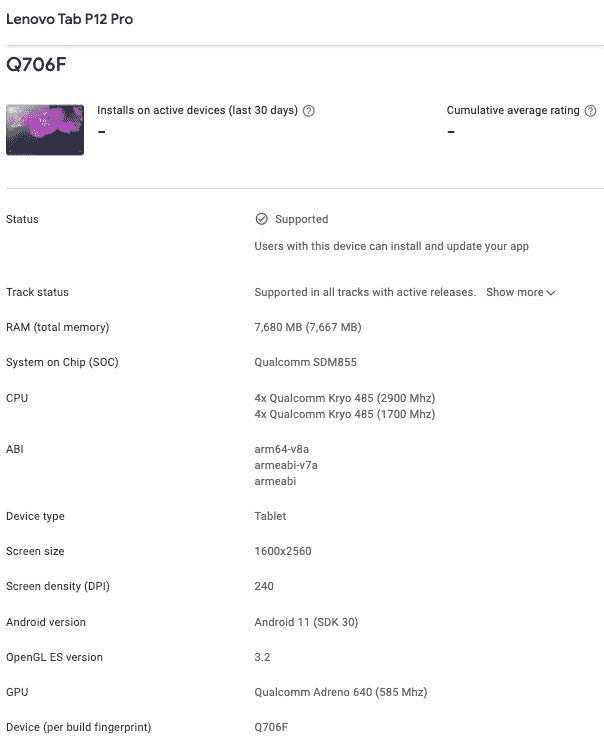 Lenovo Tab P12 Pro
Q706F
Installs on active devices (last 30 days)
Cumulative average rating
–
–
Status
Supported
Users with this device can install and update your app
Track status
Supported in all tracks with active releases. Show more
RAM (total memory)
7,680 MB (7,667 MB)
System on Chip (SOC)
Qualcomm SDM855
CPU
4x Qualcomm Kryo 485 (2900 Mhz)
4x Qualcomm Kryo 485 (1700 Mhz)
ABI
arm64-v8a
armeabi-v7a
armeabi
Device type
Tablet
Screen size
1600x2560
Screen density (DPI)
240
Android version
Android 11 (SDK 30)
OpenGL ES version
3.2
GPU
Qualcomm Adreno 640 (585 Mhz)
Device (per build fingerprint)
Q706F